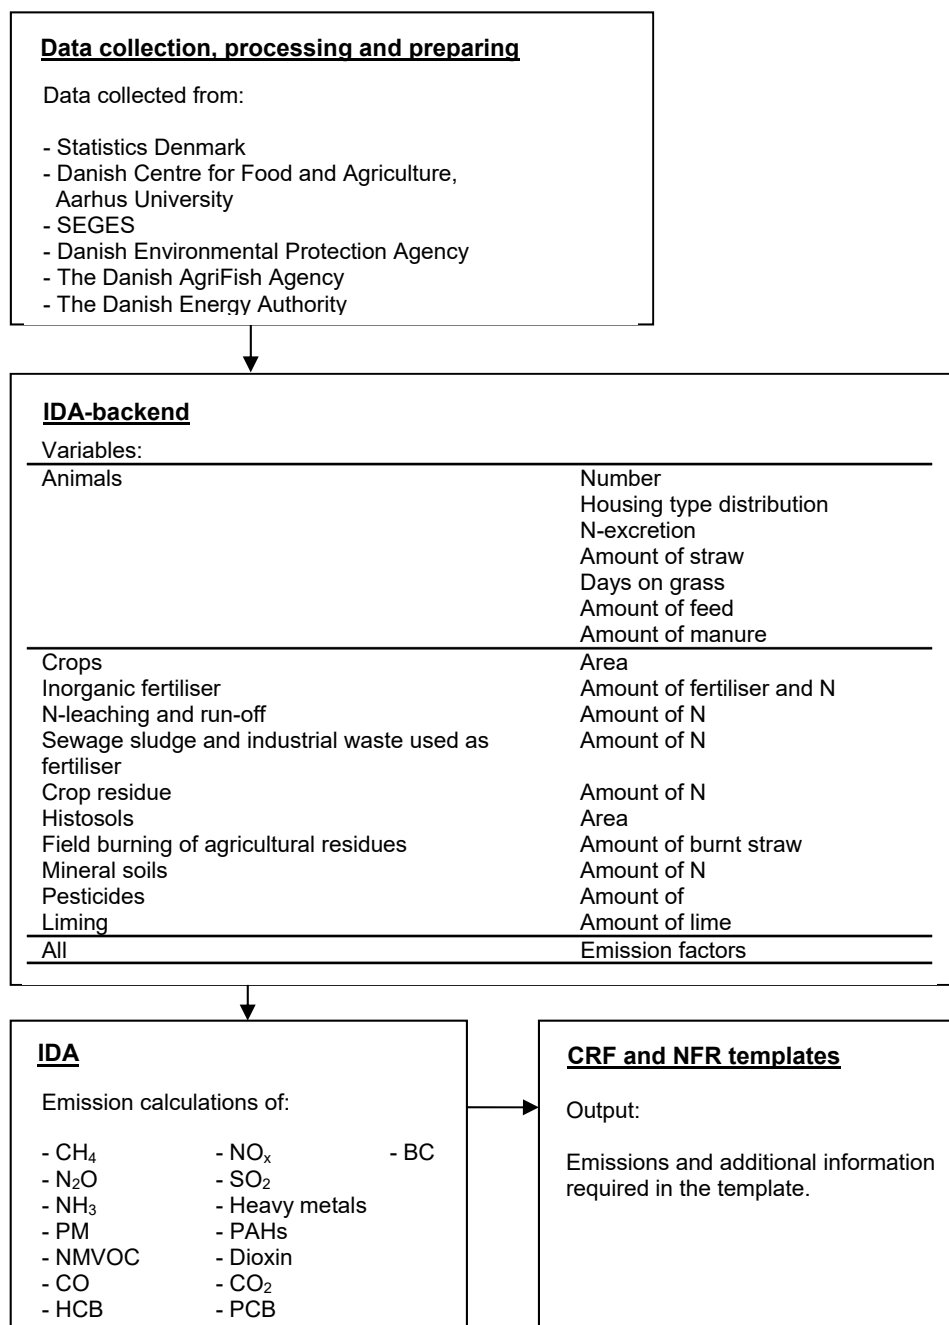 Data collection, processing and preparing
Data collected from:
- Statistics Denmark
- Danish Centre for Food and Agriculture,
Aarhus University
- SEGES
- Danish Environmental Protection Agency
- The Danish AgriFish Agency
- The Danish Energy Authority
IDA-backend
Variables:
Animals Number
Housing type distribution
N-excretion
Amount of straw
Days on grass
Amount of feed
Amount of manure
Crops Area
Inorganic fertiliser Amount of fertiliser and N
N-leaching and run-off Amount of N
Sewage sludge and industrial waste used as Amount of N
fertiliser
Crop residue Amount of N
Histosols Area
Field burning of agricultural residues Amount of burnt straw
Mineral soils Amount of N
Pesticides Amount of
Liming Amount of lime
All Emission factors
IDA
Emission calculations of:
- CH₄ - NOₓ - BC
- N₂O - SO₂
- NH₃ - Heavy metals
- PM - PAHs
- NMVOC - Dioxin
- CO - CO₂
- HCB - PCB
CRF and NFR templates
Output:
Emissions and additional information
required in the template.